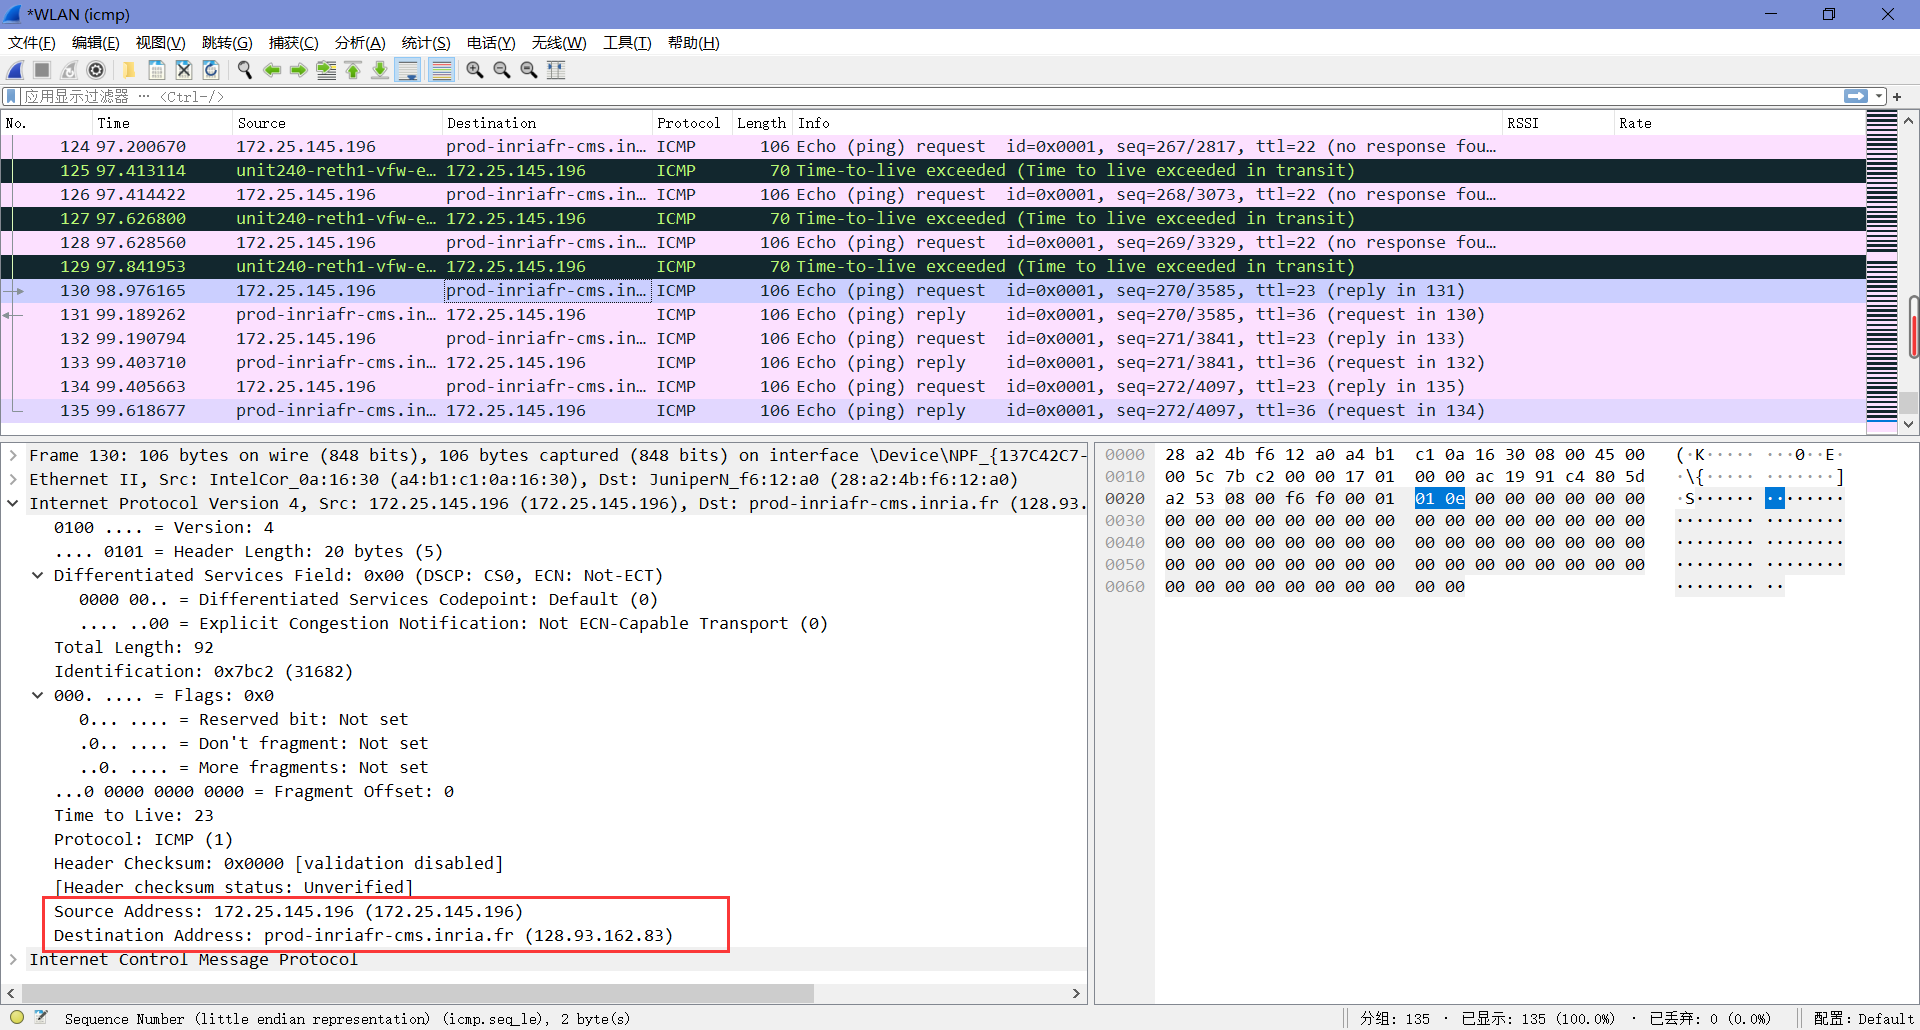 *WLAN (icmp)
文件(F) 编辑(E) 视图(V) 跳转(G) 捕获(C) 分析(A) 统计(S) 电话(Y) 无线(W) 工具(T) 帮助(H)
应用显示过滤器 … <Ctrl-/>
No. Time Source Destination Protocol Length Info RSSI Rate
124 97.200670 172.25.145.196 prod-inriafr-cms.in… ICMP 106 Echo (ping) request id=0x0001, seq=267/2817, ttl=22 (no response fou…
125 97.413114 unit240-reth1-vfw-e… 172.25.145.196 ICMP 70 Time-to-live exceeded (Time to live exceeded in transit)
126 97.414422 172.25.145.196 prod-inriafr-cms.in… ICMP 106 Echo (ping) request id=0x0001, seq=268/3073, ttl=22 (no response fou…
127 97.626800 unit240-reth1-vfw-e… 172.25.145.196 ICMP 70 Time-to-live exceeded (Time to live exceeded in transit)
128 97.628560 172.25.145.196 prod-inriafr-cms.in… ICMP 106 Echo (ping) request id=0x0001, seq=269/3329, ttl=22 (no response fou…
129 97.841953 unit240-reth1-vfw-e… 172.25.145.196 ICMP 70 Time-to-live exceeded (Time to live exceeded in transit)
130 98.976165 172.25.145.196 prod-inriafr-cms.in… ICMP 106 Echo (ping) request id=0x0001, seq=270/3585, ttl=23 (reply in 131)
131 99.189262 prod-inriafr-cms.in… 172.25.145.196 ICMP 106 Echo (ping) reply id=0x0001, seq=270/3585, ttl=36 (request in 130)
132 99.190794 172.25.145.196 prod-inriafr-cms.in… ICMP 106 Echo (ping) request id=0x0001, seq=271/3841, ttl=23 (reply in 133)
133 99.403710 prod-inriafr-cms.in… 172.25.145.196 ICMP 106 Echo (ping) reply id=0x0001, seq=271/3841, ttl=36 (request in 132)
134 99.405663 172.25.145.196 prod-inriafr-cms.in… ICMP 106 Echo (ping) request id=0x0001, seq=272/4097, ttl=23 (reply in 135)
135 99.618677 prod-inriafr-cms.in… 172.25.145.196 ICMP 106 Echo (ping) reply id=0x0001, seq=272/4097, ttl=36 (request in 134)
Frame 130: 106 bytes on wire (848 bits), 106 bytes captured (848 bits) on interface \Device\NPF_{137C42C7-
Ethernet II, Src: IntelCor_0a:16:30 (a4:b1:c1:0a:16:30), Dst: JuniperN_f6:12:a0 (28:a2:4b:f6:12:a0)
Internet Protocol Version 4, Src: 172.25.145.196 (172.25.145.196), Dst: prod-inriafr-cms.inria.fr (128.93.
0100 .... = Version: 4
.... 0101 = Header Length: 20 bytes (5)
Differentiated Services Field: 0x00 (DSCP: CS0, ECN: Not-ECT)
0000 00.. = Differentiated Services Codepoint: Default (0)
.... ..00 = Explicit Congestion Notification: Not ECN-Capable Transport (0)
Total Length: 92
Identification: 0x7bc2 (31682)
000. .... = Flags: 0x0
0... .... = Reserved bit: Not set
.0.. .... = Don't fragment: Not set
..0. .... = More fragments: Not set
...0 0000 0000 0000 = Fragment Offset: 0
Time to Live: 23
Protocol: ICMP (1)
Header Checksum: 0x0000 [validation disabled]
[Header checksum status: Unverified]
Source Address: 172.25.145.196 (172.25.145.196)
Destination Address: prod-inriafr-cms.inria.fr (128.93.162.83)
Internet Control Message Protocol
0000 28 a2 4b f6 12 a0 a4 b1 c1 0a 16 30 08 00 45 00 (·K····· ···0··E·
0010 00 5c 7b c2 00 00 17 01 00 00 ac 19 91 c4 80 5d ·\{····· ·······]
0020 a2 53 08 00 f6 f0 00 01 01 0e 00 00 00 00 00 00 ·S······ ········
0030 00 00 00 00 00 00 00 00 00 00 00 00 00 00 00 00 ········ ········
0040 00 00 00 00 00 00 00 00 00 00 00 00 00 00 00 00 ········ ········
0050 00 00 00 00 00 00 00 00 00 00 00 00 00 00 00 00 ········ ········
0060 00 00 00 00 00 00 00 00 00 00 ········ ··
Sequence Number (little endian representation) (icmp.seq_le), 2 byte(s) 分组: 135 · 已显示: 135 (100.0%) · 已丢弃: 0 (0.0%) 配置: Default